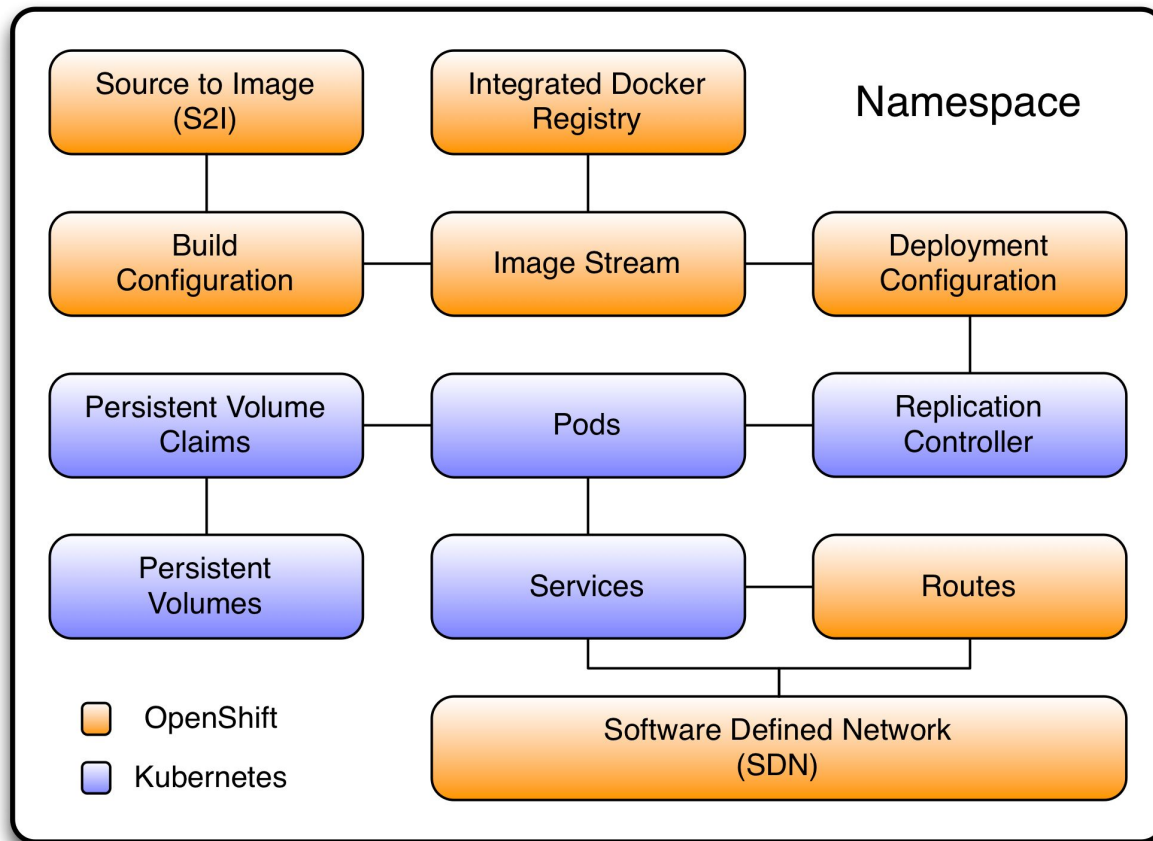 Source to Image
(S2I)
Integrated Docker
Registry
Namespace
Build
Configuration
Image Stream
Deployment
Configuration
Persistent Volume
Claims
Pods
Replication
Controller
Persistent
Volumes
Services
Routes
OpenShift
Kubernetes
Software Defined Network
(SDN)